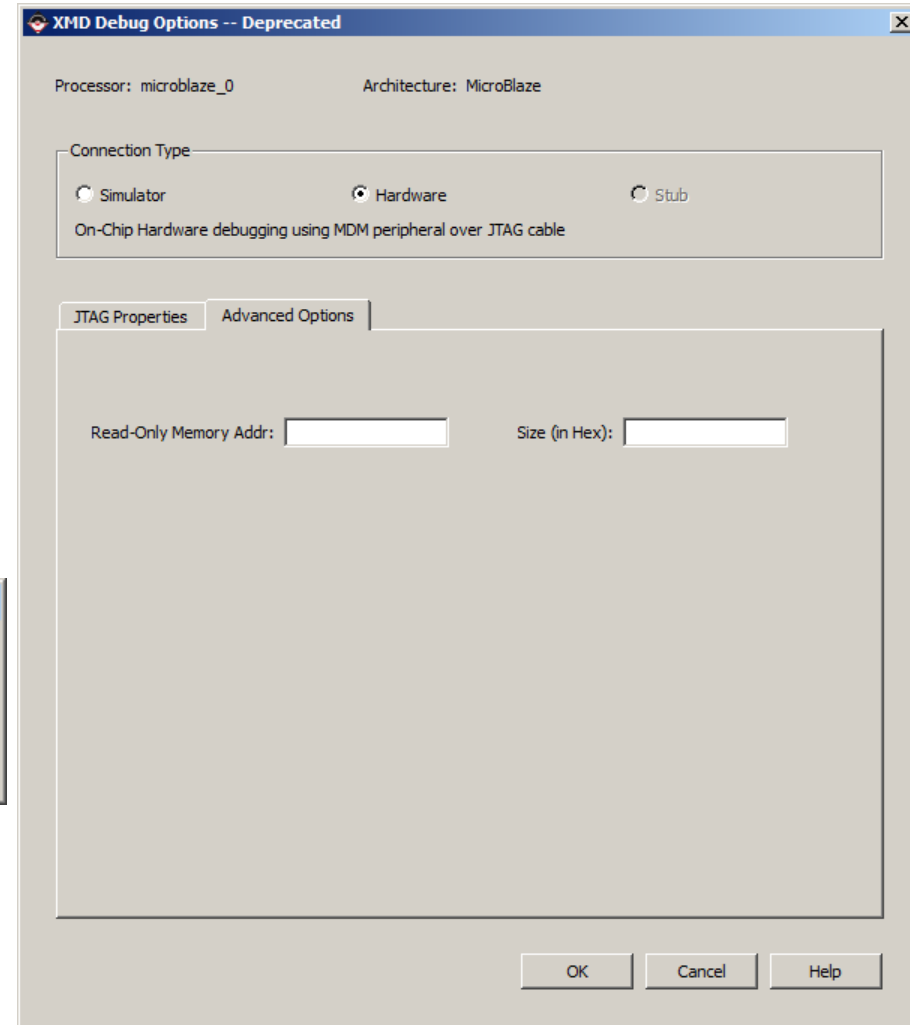 XMD Debug Options -- Deprecated
Processor: microblaze_0 Architecture: MicroBlaze
Connection Type
Simulator Hardware Stub
On-Chip Hardware debugging using MDM peripheral over JTAG cable
JTAG Properties Advanced Options
Read-Only Memory Addr: Size (in Hex):
OK Cancel Help